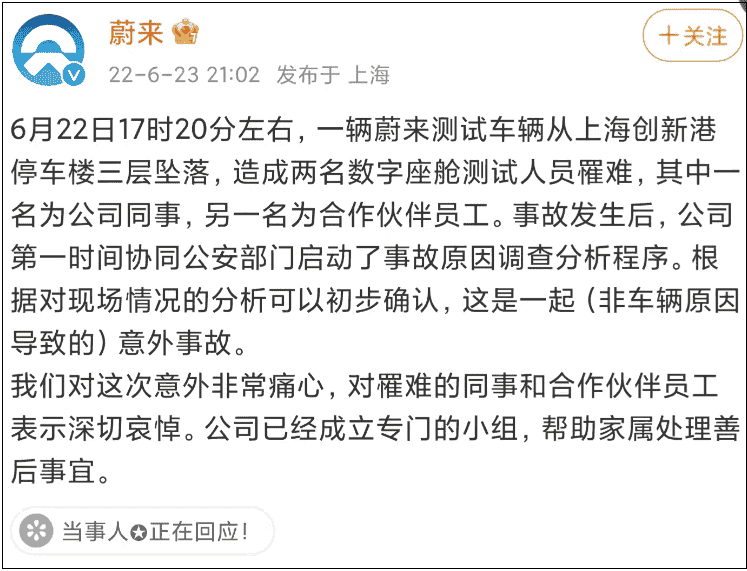 蔚来
+关注
22-6-23 21:02 发布于 上海
6月22日17时20分左右，一辆蔚来测试车辆从上海创新港
停车楼三层坠落，造成两名数字座舱测试人员罹难，其中一
名为公司同事，另一名为合作伙伴员工。事故发生后，公司
第一时间协同公安部门启动了事故原因调查分析程序。根
据对现场情况的分析可以初步确认，这是一起（非车辆原因
导致的）意外事故。
我们对这次意外非常痛心，对罹难的同事和合作伙伴员工
表示深切哀悼。公司已经成立专门的小组，帮助家属处理善
后事宜。
当事人✪正在回应！